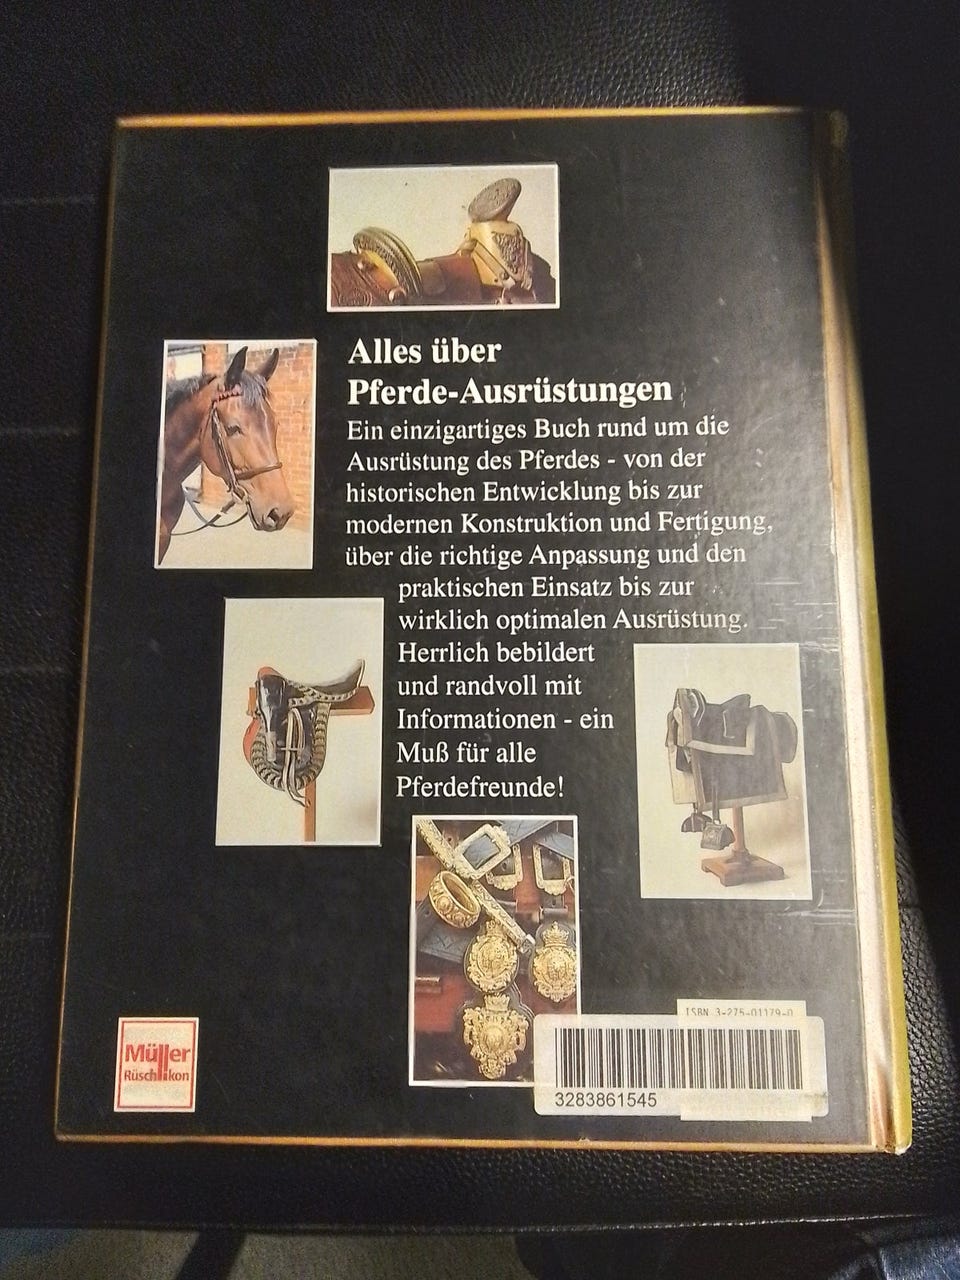 Alles über
Pferde-Ausrüstungen
Ein einzigartiges Buch rund um die
Ausrüstung des Pferdes - von der
historischen Entwicklung bis zur
modernen Konstruktion und Fertigung,
über die richtige Anpassung und den
praktischen Einsatz bis zur
wirklich optimalen Ausrüstung.
Herrlich bebildert
und randvoll mit
Informationen - ein
Muß für alle
Pferdefreunde!
Müller
Rüschlikon
ISBN 3-275-01179-0
3283861545